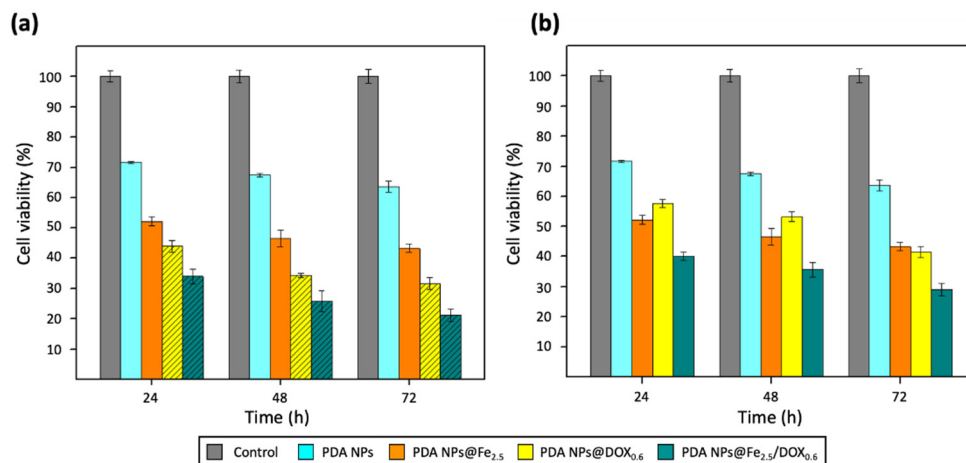 (a)
Cell viability (%)
100
90
80
70
60
50
40
30
20
10
24
48
72
Time (h)
(b)
Cell viability (%)
100
90
80
70
60
50
40
30
20
10
24
48
72
Time (h)
Control
PDA NPs
PDA NPs@Fe₂.₅
PDA NPs@DOX₀.₆
PDA NPs@Fe₂.₅/DOX₀.₆